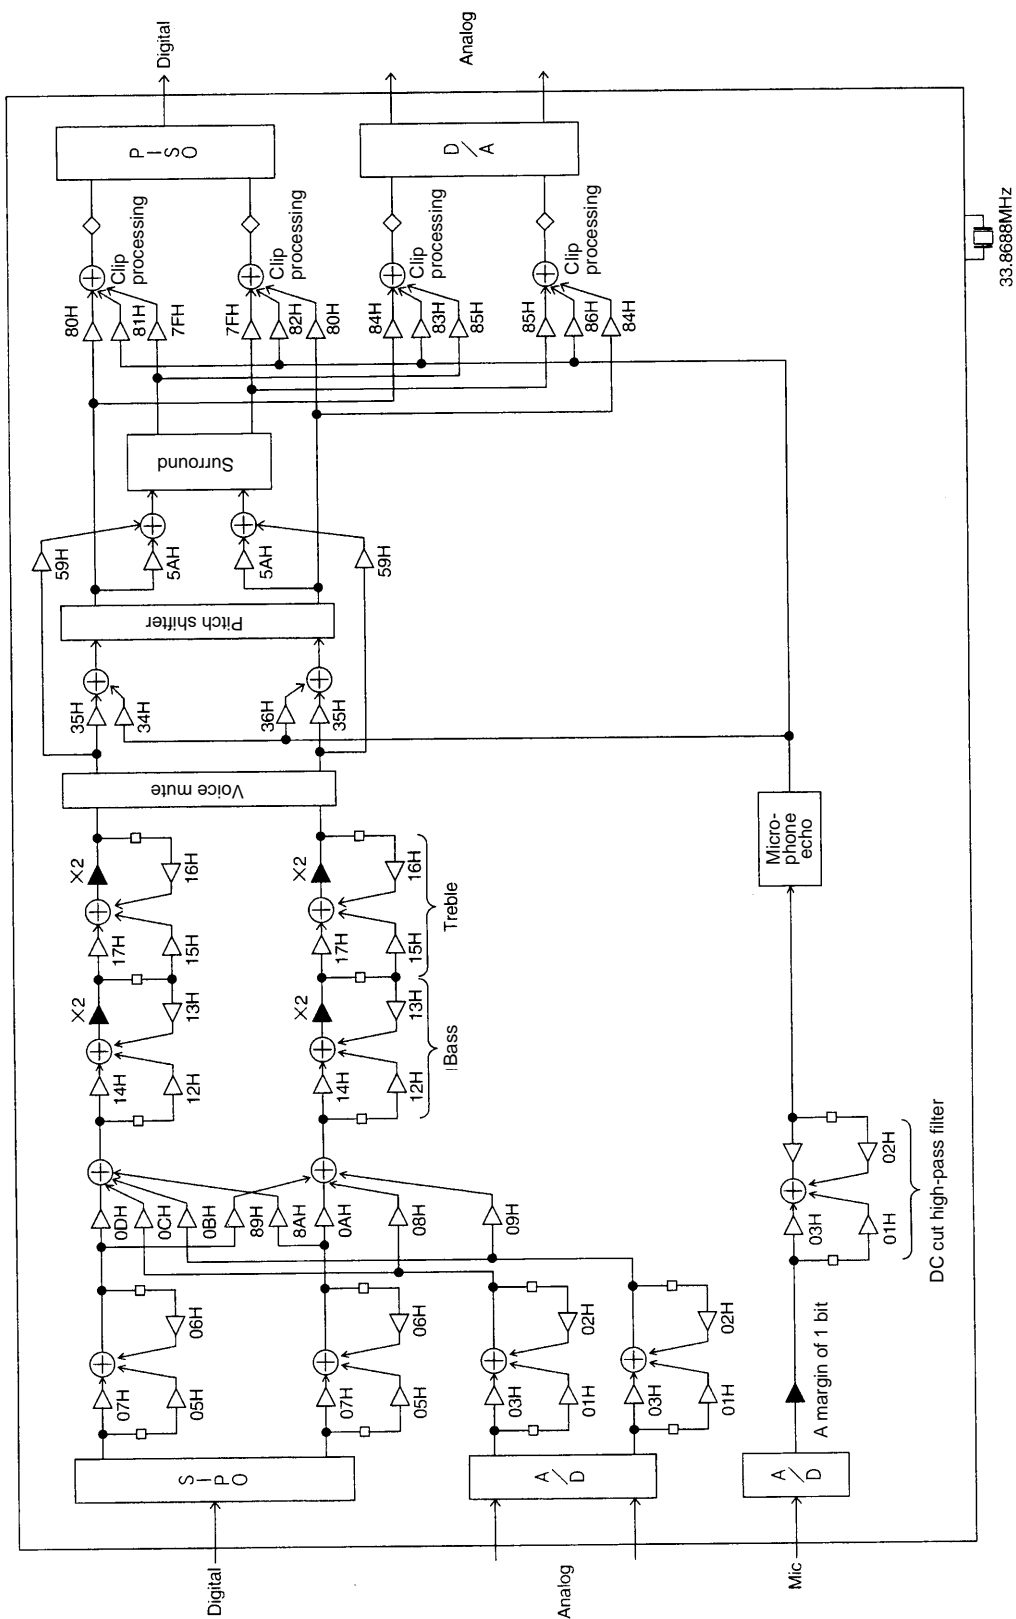 Digital
Analog
Mic
SIPO
A/D
A/D
07H
05H
06H
07H
05H
06H
03H
01H
02H
03H
01H
02H
A margin of 1 bit
03H
01H
02H
DC cut high-pass filter
0DH
0CH
0BH
89H
8AH
0AH
08H
09H
14H
12H
13H
×2
17H
15H
16H
×2
14H
12H
13H
×2
17H
15H
16H
×2
Bass
Treble
Voice mute
Micro-
phone
echo
35H
34H
36H
35H
Pitch shifter
59H
5AH
5AH
59H
Surround
80H
81H
7FH
7FH
82H
80H
84H
83H
85H
85H
86H
84H
Clip
processing
Clip
processing
Clip
processing
Clip
processing
PISO
D/A
Digital
Analog
33.8688MHz